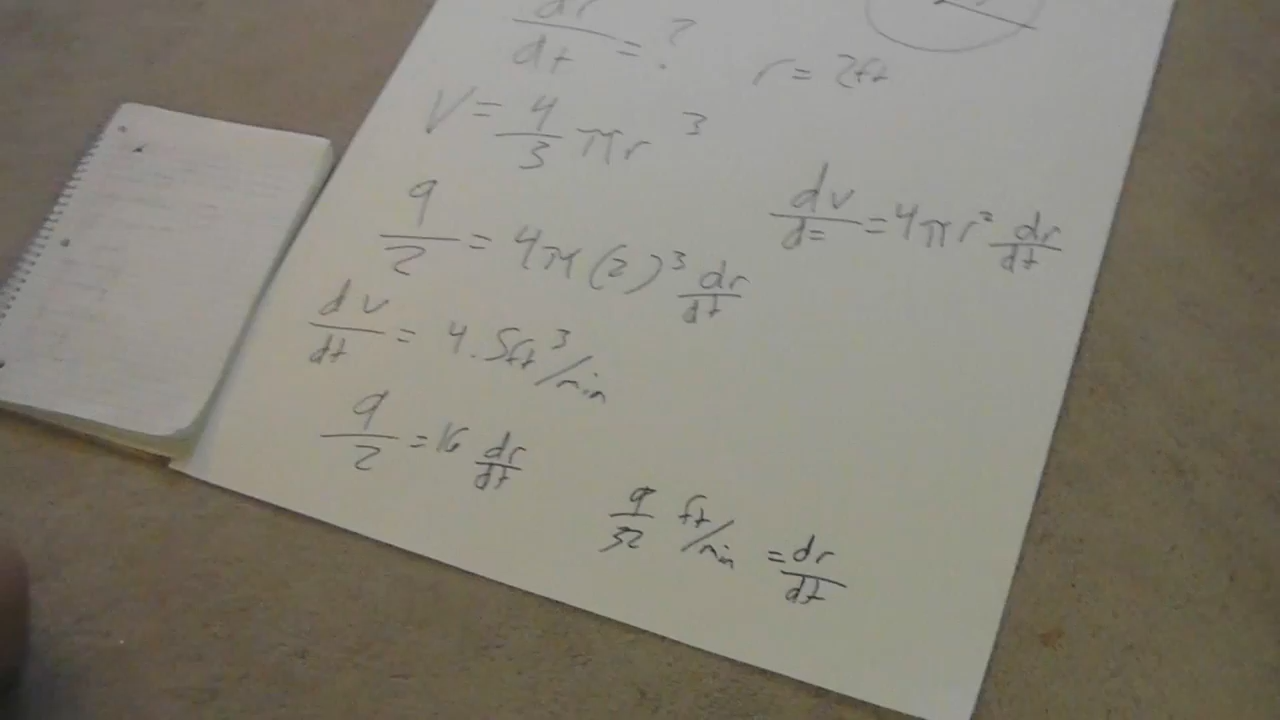 dr/dt = ?
r = 2ft
V = 4/3 πr³
dv/d= = 4πr² dr/dt
9/2 = 4π(2)³ dr/dt
dv/dt = 4.5ft³/min
9/2 = 16 dr/dt
9/32 ft/min = dr/dt